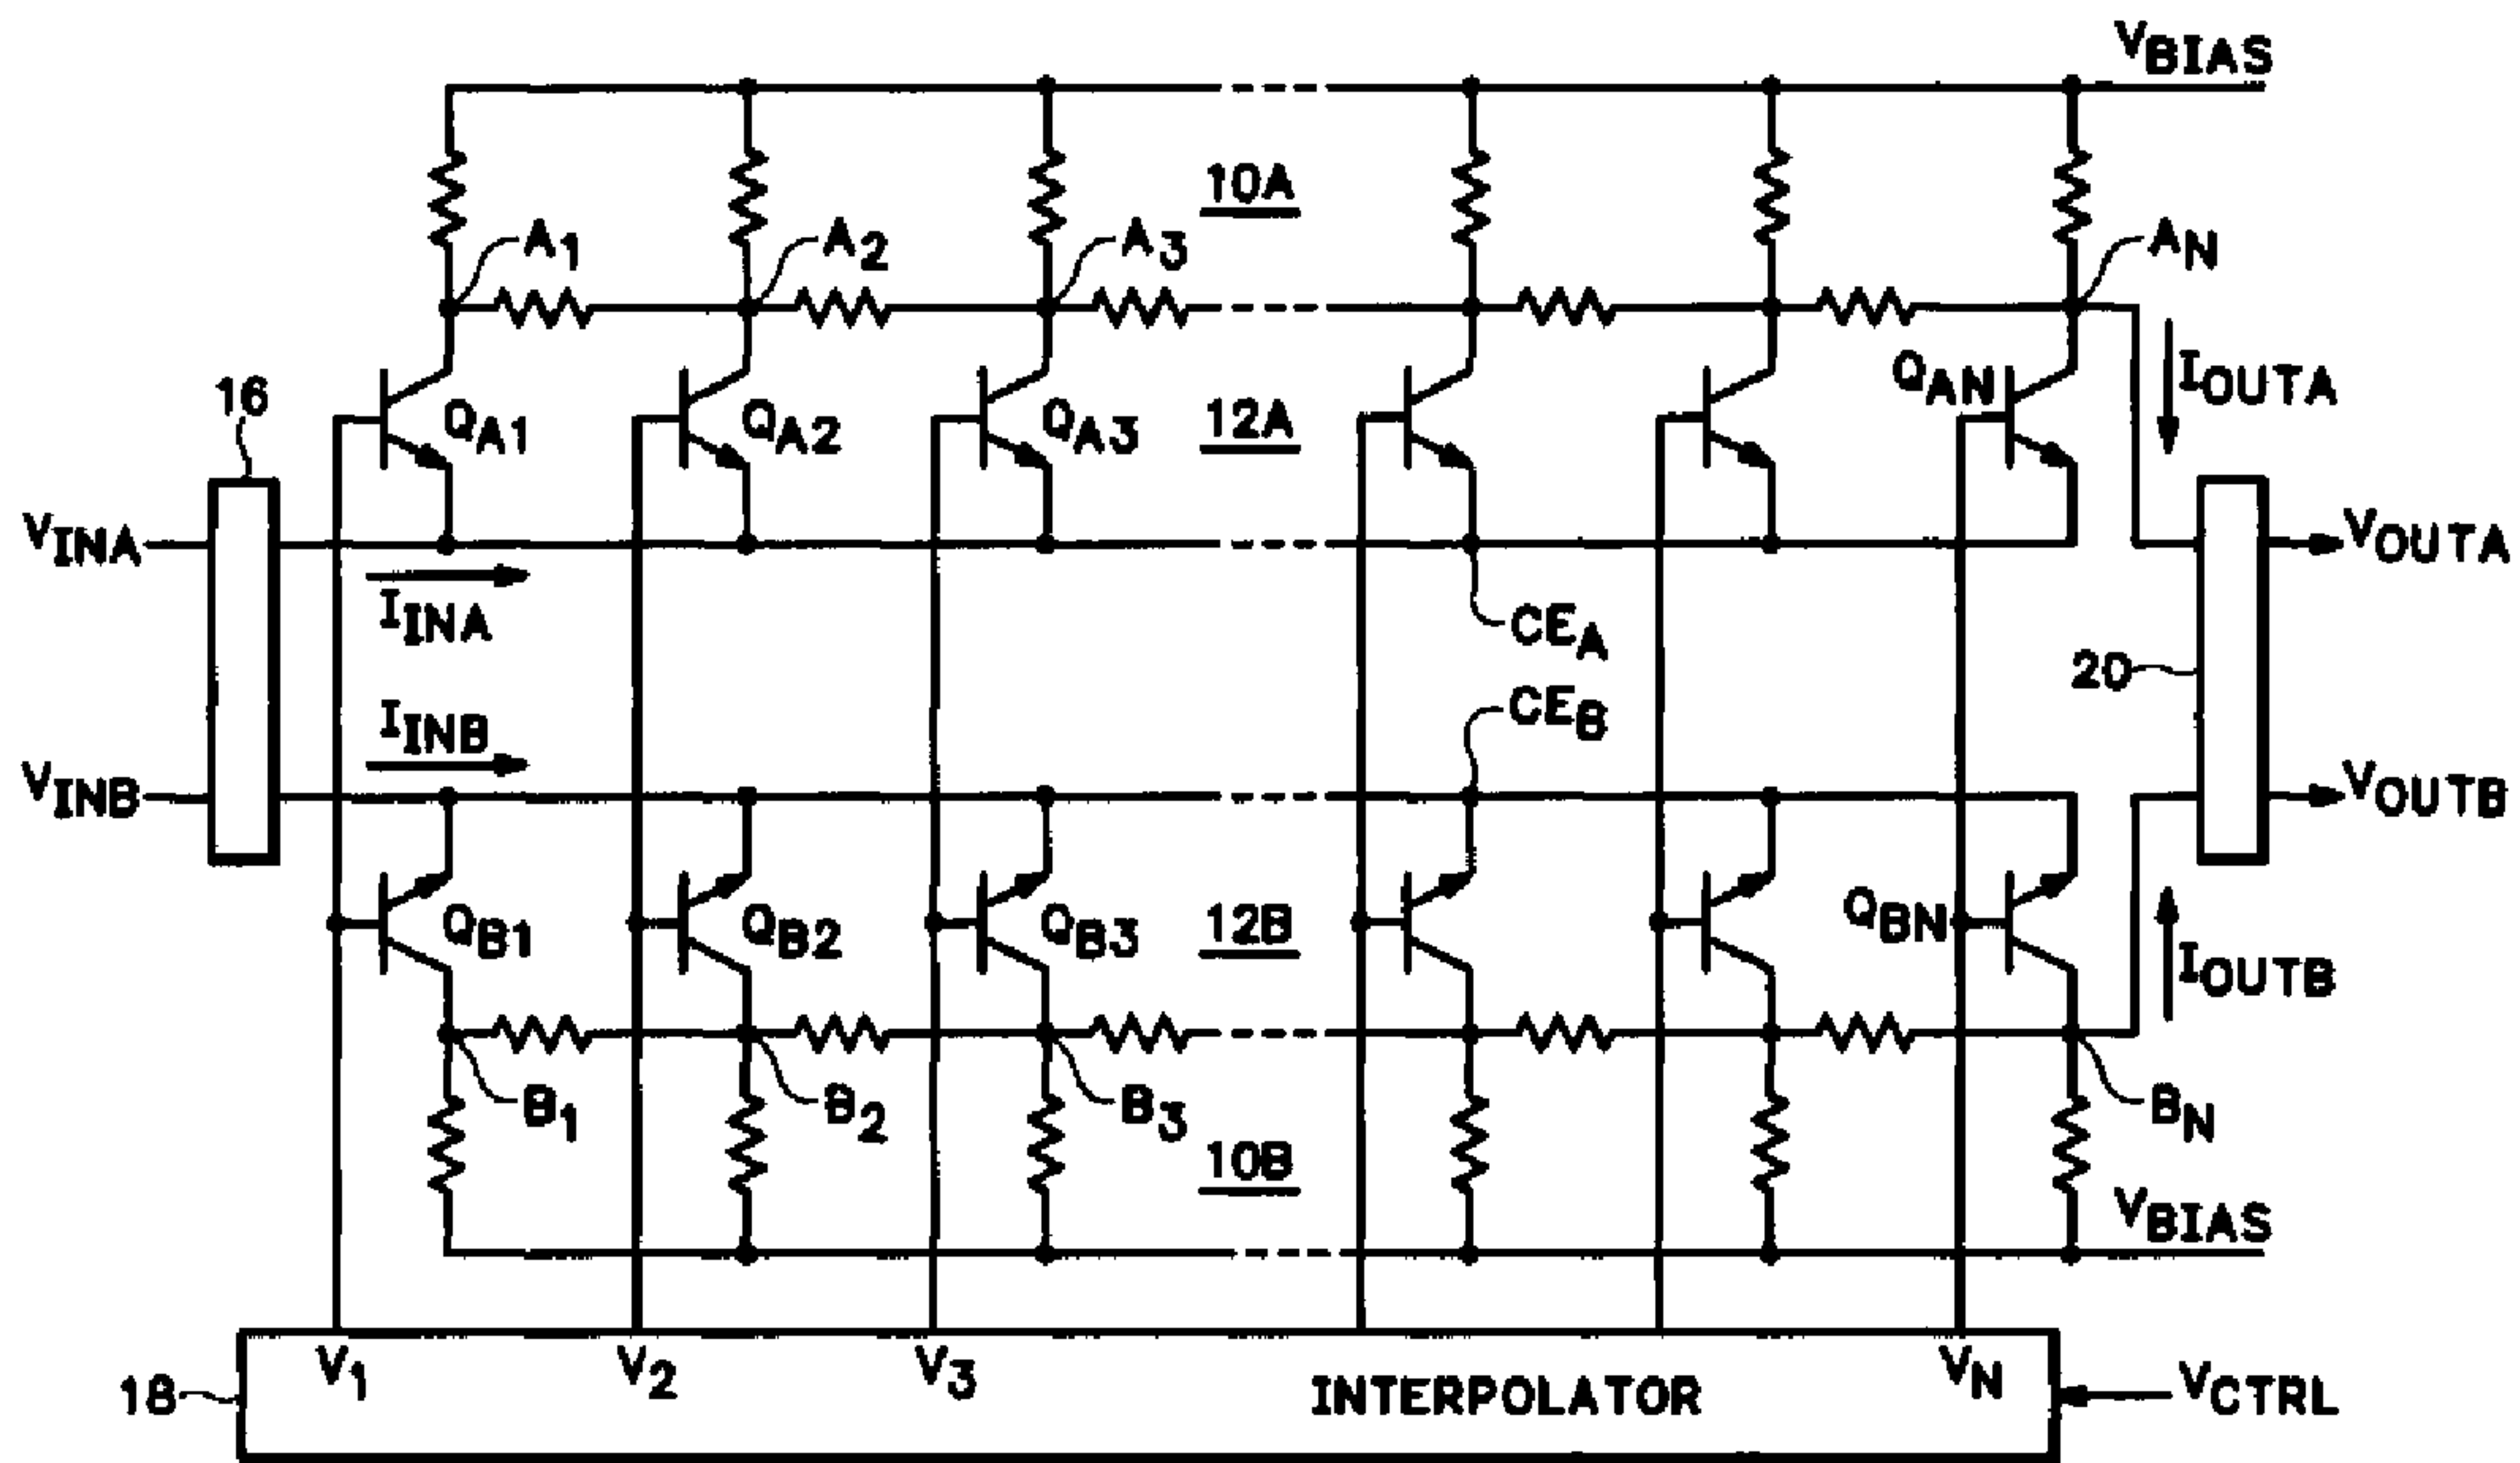 VBIAS
10A
A1 A2 A3 AN
16 QA1 QA2 QA3 12A QAN IOUTA
VINA VOUTA
IINA CEA
20
IINB CEB
VINB VOUTB
QB1 QB2 QB3 12B QBN IOUTB
B1 B2 B3 BN
10B
VBIAS
V1 V2 V3 VN
18 INTERPOLATOR VCTRL